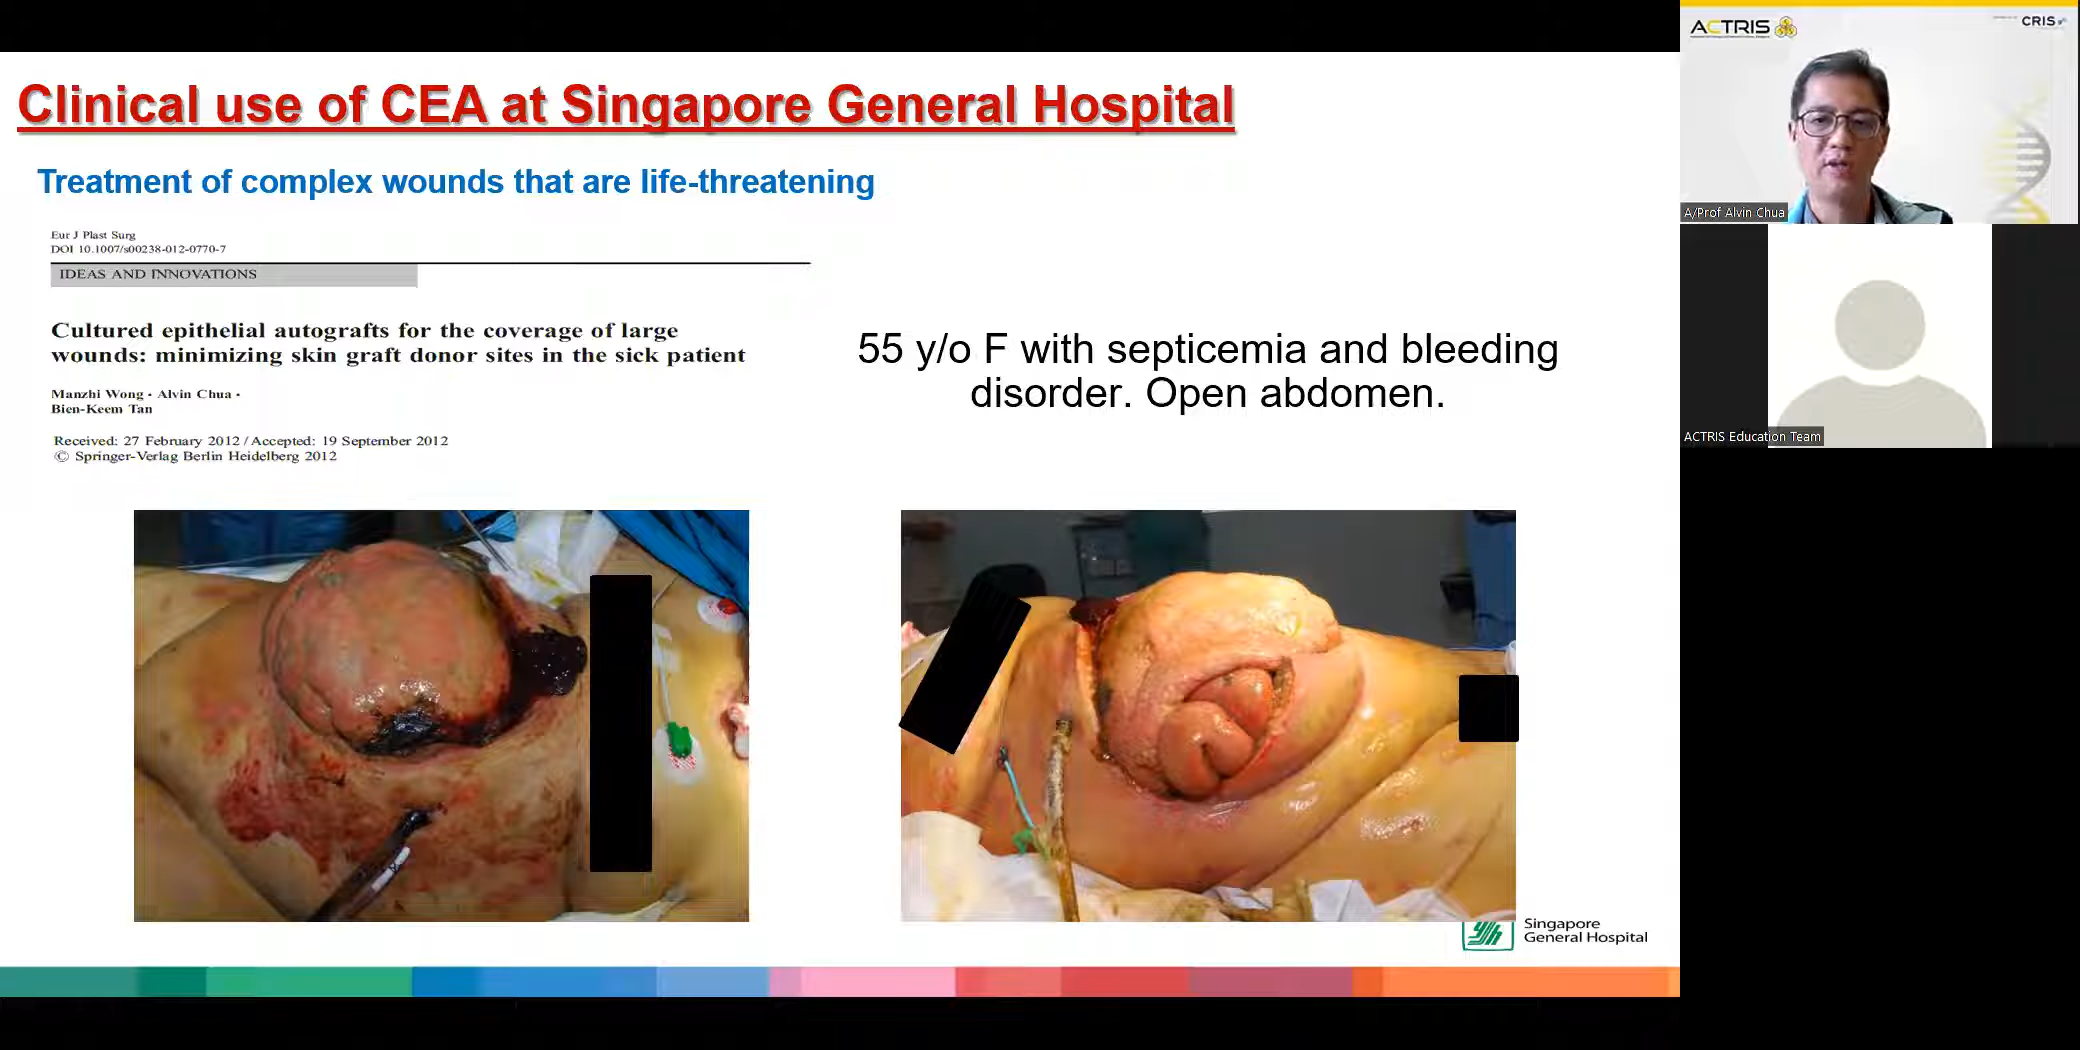 Clinical use of CEA at Singapore General Hospital
Treatment of complex wounds that are life-threatening
Eur J Plast Surg
DOI 10.1007/s00238-012-0770-7
IDEAS AND INNOVATIONS
Cultured epithelial autografts for the coverage of large
wounds: minimizing skin graft donor sites in the sick patient
Manzhi Wong · Alvin Chua ·
Bien-Keem Tan
Received: 27 February 2012 / Accepted: 19 September 2012
© Springer-Verlag Berlin Heidelberg 2012
55 y/o F with septicemia and bleeding
disorder. Open abdomen.
Singapore
General Hospital
ACTRIS
CRIS
A/Prof Alvin Chua
ACTRIS Education Team